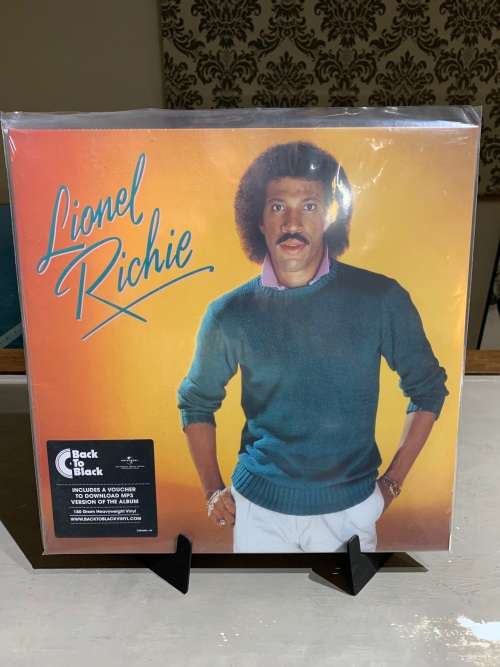 Lionel
Richie
Back
To
Black
UNIVERSAL
INCLUDES A VOUCHER
TO DOWNLOAD MP3
VERSION OF THE ALBUM
180 Gram Heavyweight Vinyl
WWW.BACKTOBLACKVINYL.COM